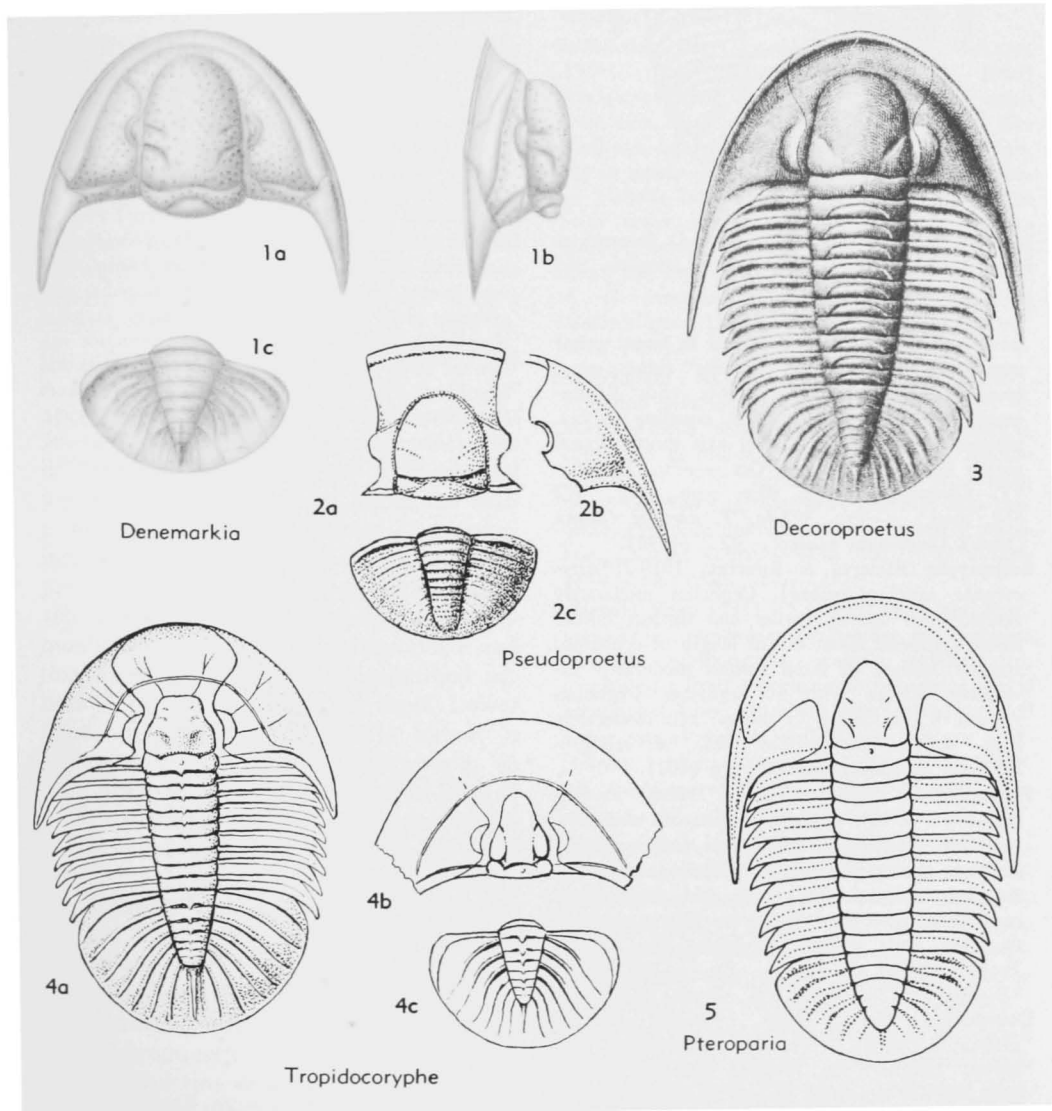 1a
1b
1c
Denemarkia
2a
2b
2c
Pseudoproetus
3
Decoroproetus
4a
4b
4c
Tropidocoryphe
5
Pteroparia